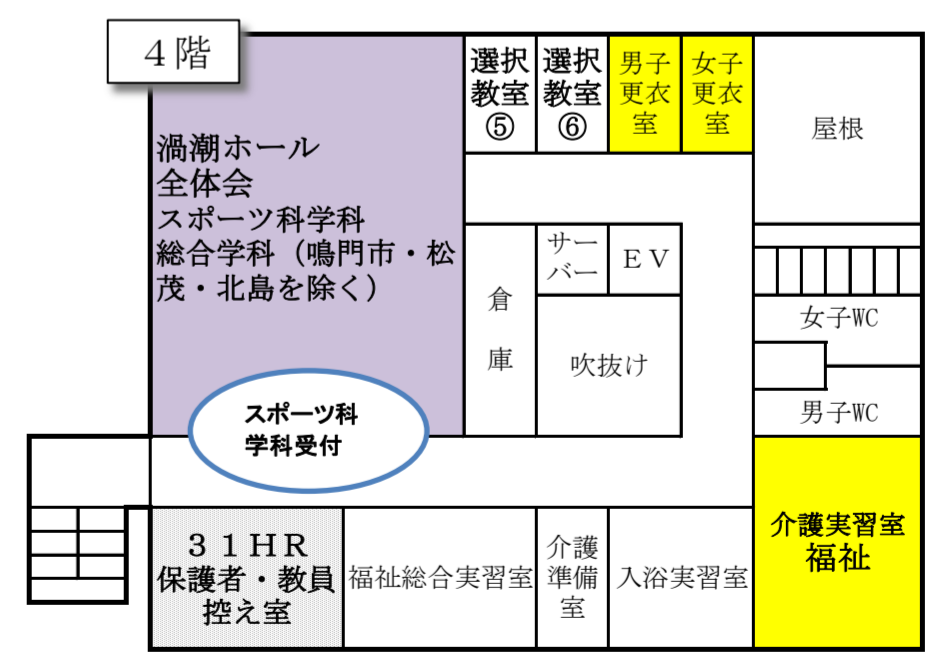 ４階
渦潮ホール
全体会
スポーツ科学科
総合学科（鳴門市・松
茂・北島を除く）
選択
教室
⑤
選択
教室
⑥
男子
更衣
室
女子
更衣
室
屋根
倉
庫
サー
バー
ＥＶ
吹抜け
女子WC
男子WC
スポーツ科
学科受付
３１HR
保護者・教員
控え室
福祉総合実習室
介護
準備
室
入浴実習室
介護実習室
福祉